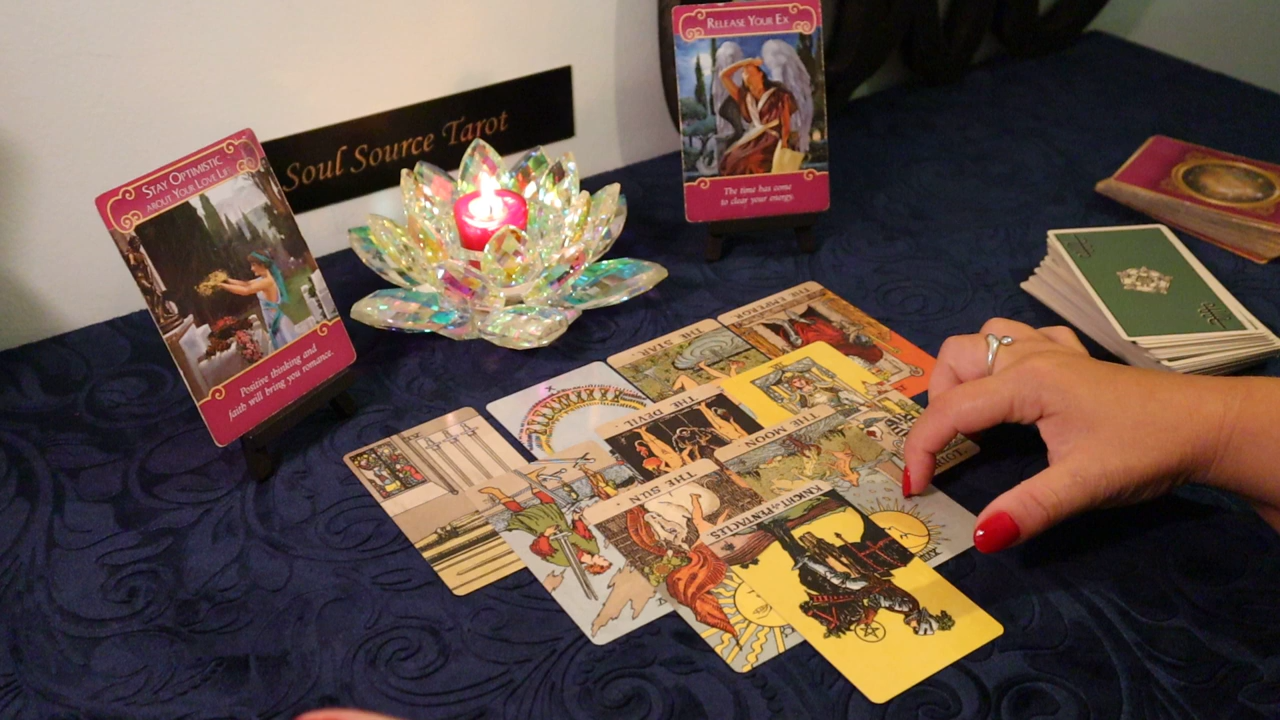 RELEASE YOUR EX
The time has come
to clear your energy.
Soul Source Tarot
STAY OPTIMISTIC
ABOUT YOUR LOVE LIFE
Positive thinking and
faith will bring you romance.
THE EMPEROR
THE STAR.
X
THE DEVIL.
THE MOON
THE SUN.
KNIGHT of PENTACLES
XIX